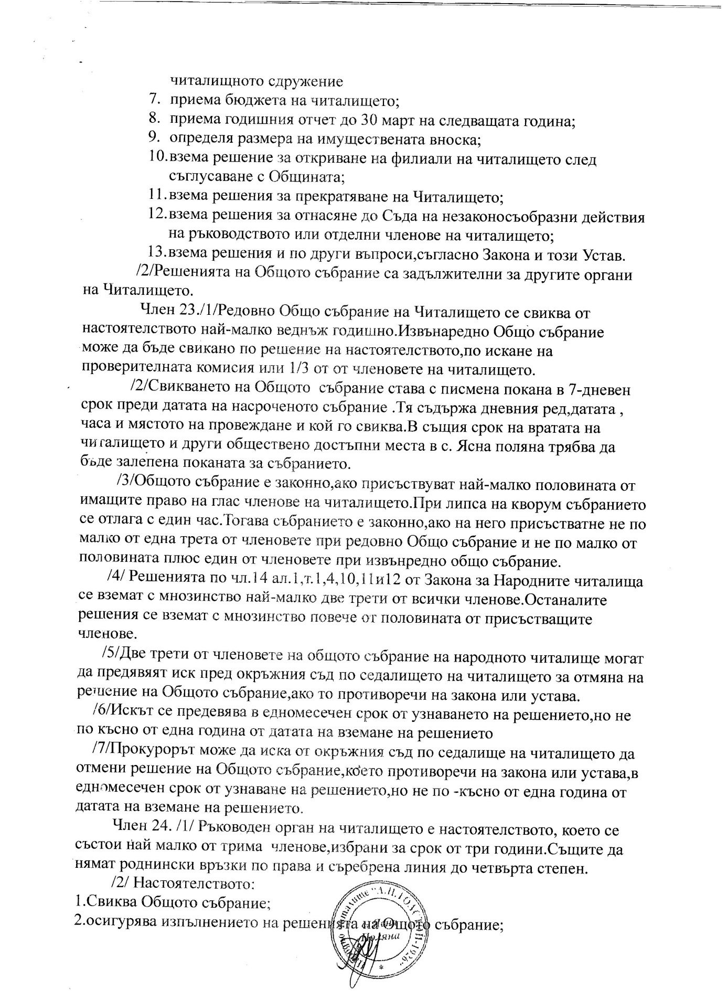 читалищното сдружение
7. приема бюджета на читалището;
8. приема годишния отчет до 30 март на следващата година;
9. определя размера на имуществената вноска;
10.взема решение за откриване на филиали на читалището след
съглусаване с Общината;
11.взема решения за прекратяване на Читалището;
12.взема решения за отнасяне до Съда на незаконосъобразни действия
на ръководството или отделни членове на читалището;
13.взема решения и по други въпроси,съгласно Закона и този Устав.
/2/Решенията на Общото събрание са задължителни за другите органи
на Читалището.
Член 23./1/Редовно Общо събрание на Читалището се свиква от
настоятелството най-малко веднъж годишно.Извънаредно Общо събрание
може да бъде свикано по решение на настоятелството,по искане на
проверителната комисия или 1/3 от от членовете на читалището.
/2/Свикването на Общото събрание става с писмена покана в 7-дневен
срок преди датата на насроченото събрание .Тя съдържа дневния ред,датата ,
часа и мястото на провеждане и кой го свиква.В същия срок на вратата на
читалището и други обществено достъпни места в с. Ясна поляна трябва да
бъде залепена поканата за събранието.
/3/Общото събрание е законно,ако присъствуват най-малко половината от
имащите право на глас членове на читалището.При липса на кворум събранието
се отлага с един час.Тогава събранието е законно,ако на него присъстватне не по
малко от една трета от членовете при редовно Общо събрание и не по малко от
половината плюс един от членовете при извънредно общо събрание.
/4/ Решенията по чл.14 ал.1,т.1,4,10,11и12 от Закона за Народните читалища
се вземат с мнозинство най-малко две трети от всички членове.Останалите
решения се вземат с мнозинство повече от половината от присъстващите
членове.
/5/Две трети от членовете на общото събрание на народното читалище могат
да предявяят иск пред окръжния съд по седалището на читалището за отмяна на
решение на Общото събрание,ако то противоречи на закона или устава.
/6/Искът се предевява в едномесечен срок от узнаването на решението,но не
по късно от една година от датата на вземане на решението
/7/Прокурорът може да иска от окръжния съд по седалище на читалището да
отмени решение на Общото събрание,което противоречи на закона или устава,в
едномесечен срок от узнаване на решението,но не по -късно от една година от
датата на вземане на решението.
Член 24. /1/ Ръководен орган на читалището е настоятелството, което се
състои най малко от трима членове,избрани за срок от три години.Същите да
нямат роднински връзки по права и съребрена линия до четвърта степен.
/2/ Настоятелството:
1.Свиква Общото събрание;
2.осигурява изпълнението на решенията на Ощото събрание;
Народно читалище "Л.Н.ТОЛСТОЙ-1926" *
Поляна